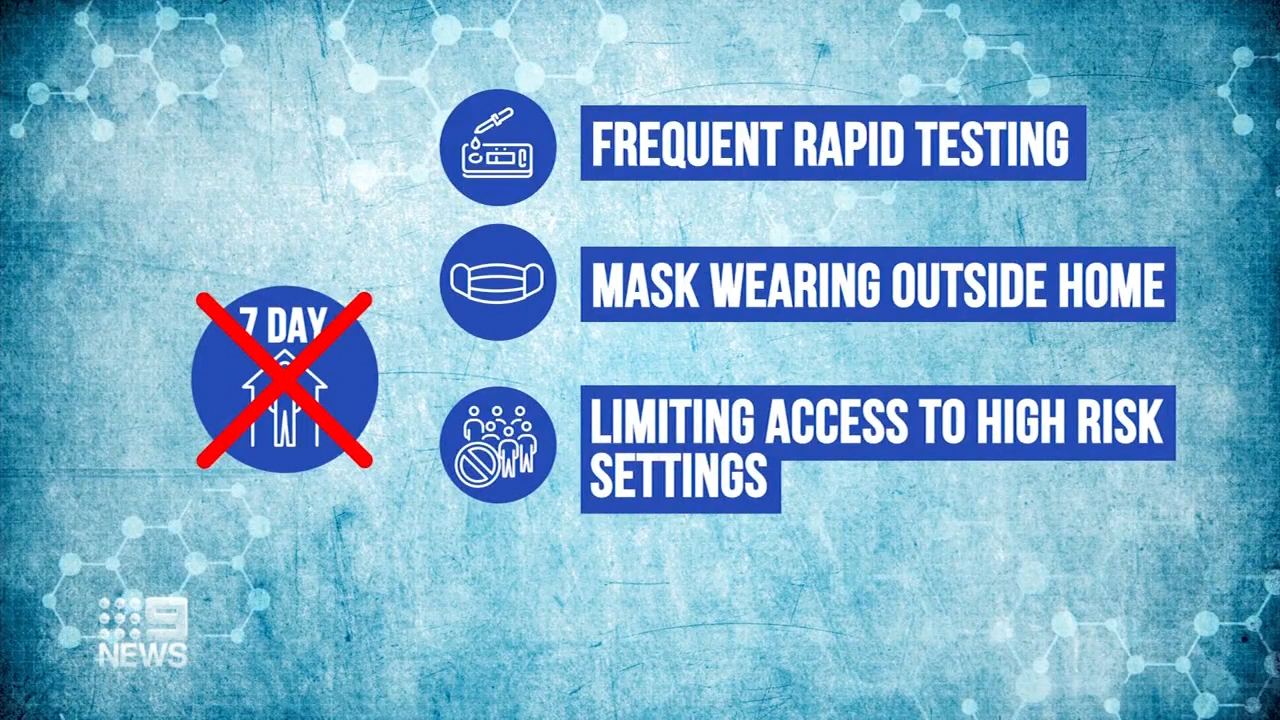 7 DAY
FREQUENT RAPID TESTING
MASK WEARING OUTSIDE HOME
LIMITING ACCESS TO HIGH RISK
SETTINGS
9
NEWS